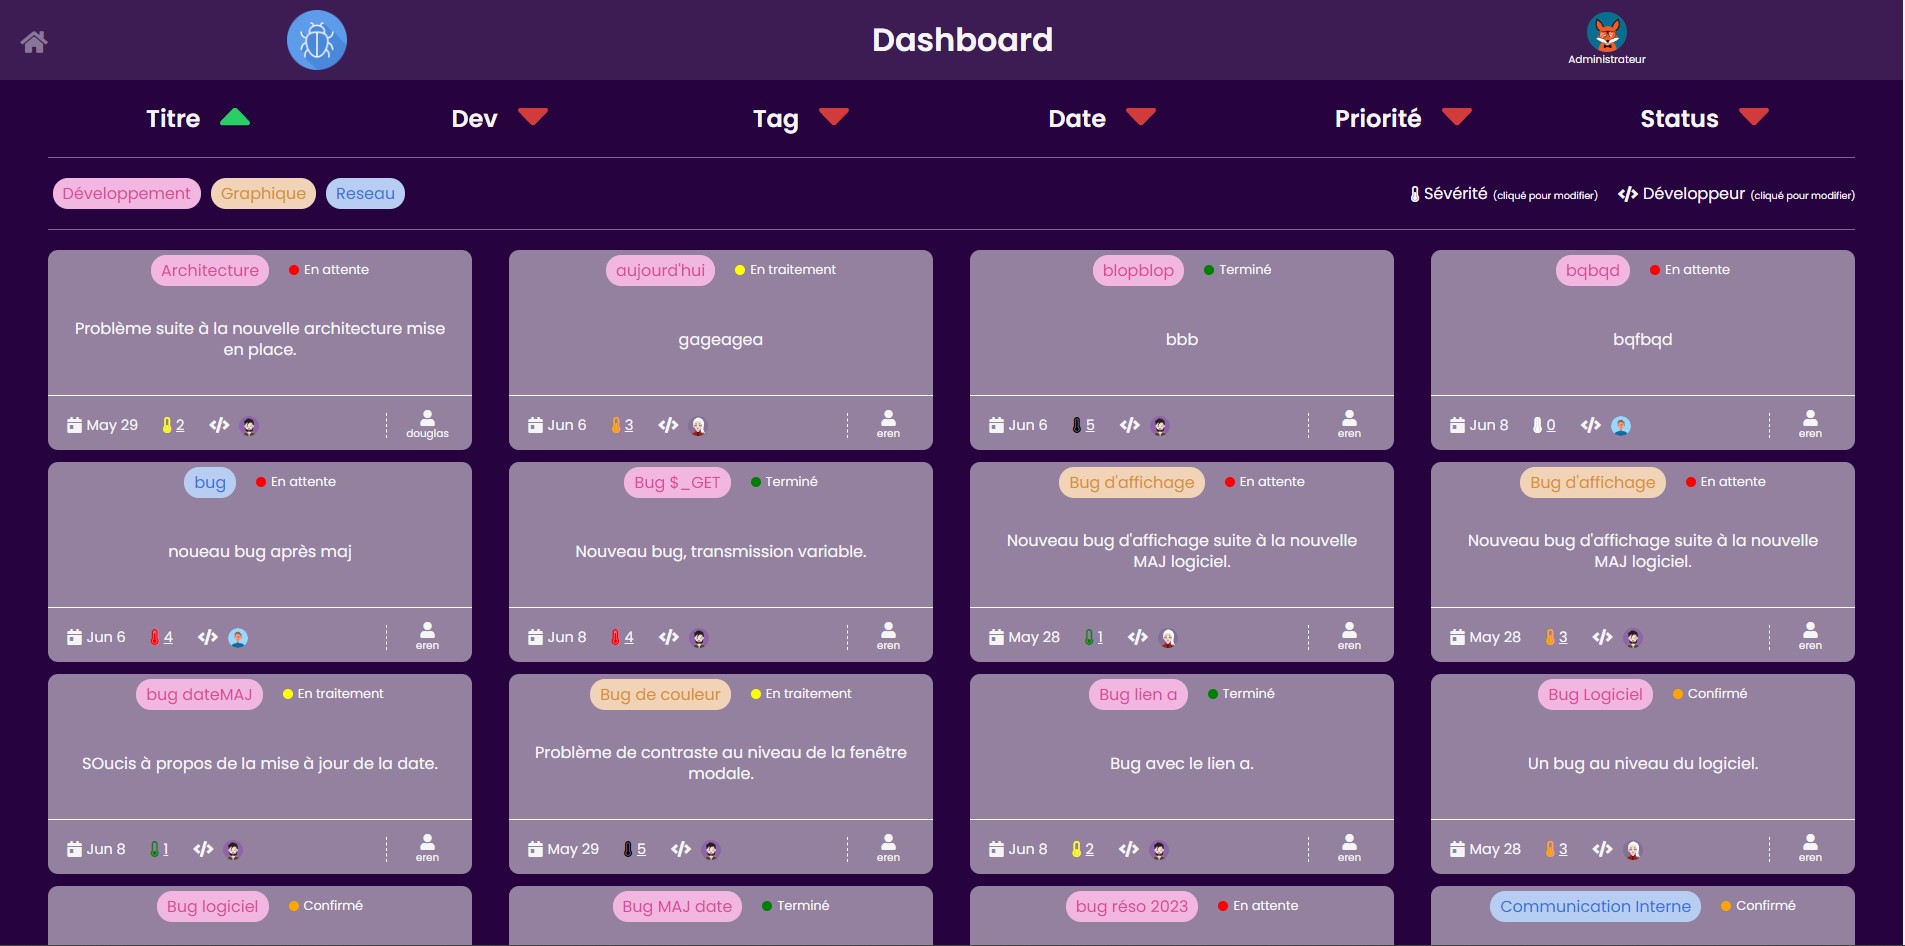 Dashboard
Administrateur
Titre Dev Tag Date Priorité Status
Développement Graphique Reseau Sévérité (cliqué pour modifier) Développeur (cliqué pour modifier)
Architecture En attente
Problème suite à la nouvelle architecture mise
en place.
May 29 2 douglas
aujourd'hui En traitement
gageagea
Jun 6 3 eren
blopblop Terminé
bbb
Jun 6 5 eren
bqbqd En attente
bqfbqd
Jun 8 0 eren
bug En attente
noueau bug après maj
Jun 6 4 eren
Bug $_GET Terminé
Nouveau bug, transmission variable.
Jun 8 4 eren
Bug d'affichage En attente
Nouveau bug d'affichage suite à la nouvelle
MAJ logiciel.
May 28 1 eren
Bug d'affichage En attente
Nouveau bug d'affichage suite à la nouvelle
MAJ logiciel.
May 28 3 eren
bug dateMAJ En traitement
SOucis à propos de la mise à jour de la date.
Jun 8 1 eren
Bug de couleur En traitement
Problème de contraste au niveau de la fenêtre
modale.
May 29 5 eren
Bug lien a Terminé
Bug avec le lien a.
Jun 8 2 eren
Bug Logiciel Confirmé
Un bug au niveau du logiciel.
May 28 3 eren
Bug logiciel Confirmé
Bug MAJ date Terminé
bug réso 2023 En attente
Communication Interne Confirmé